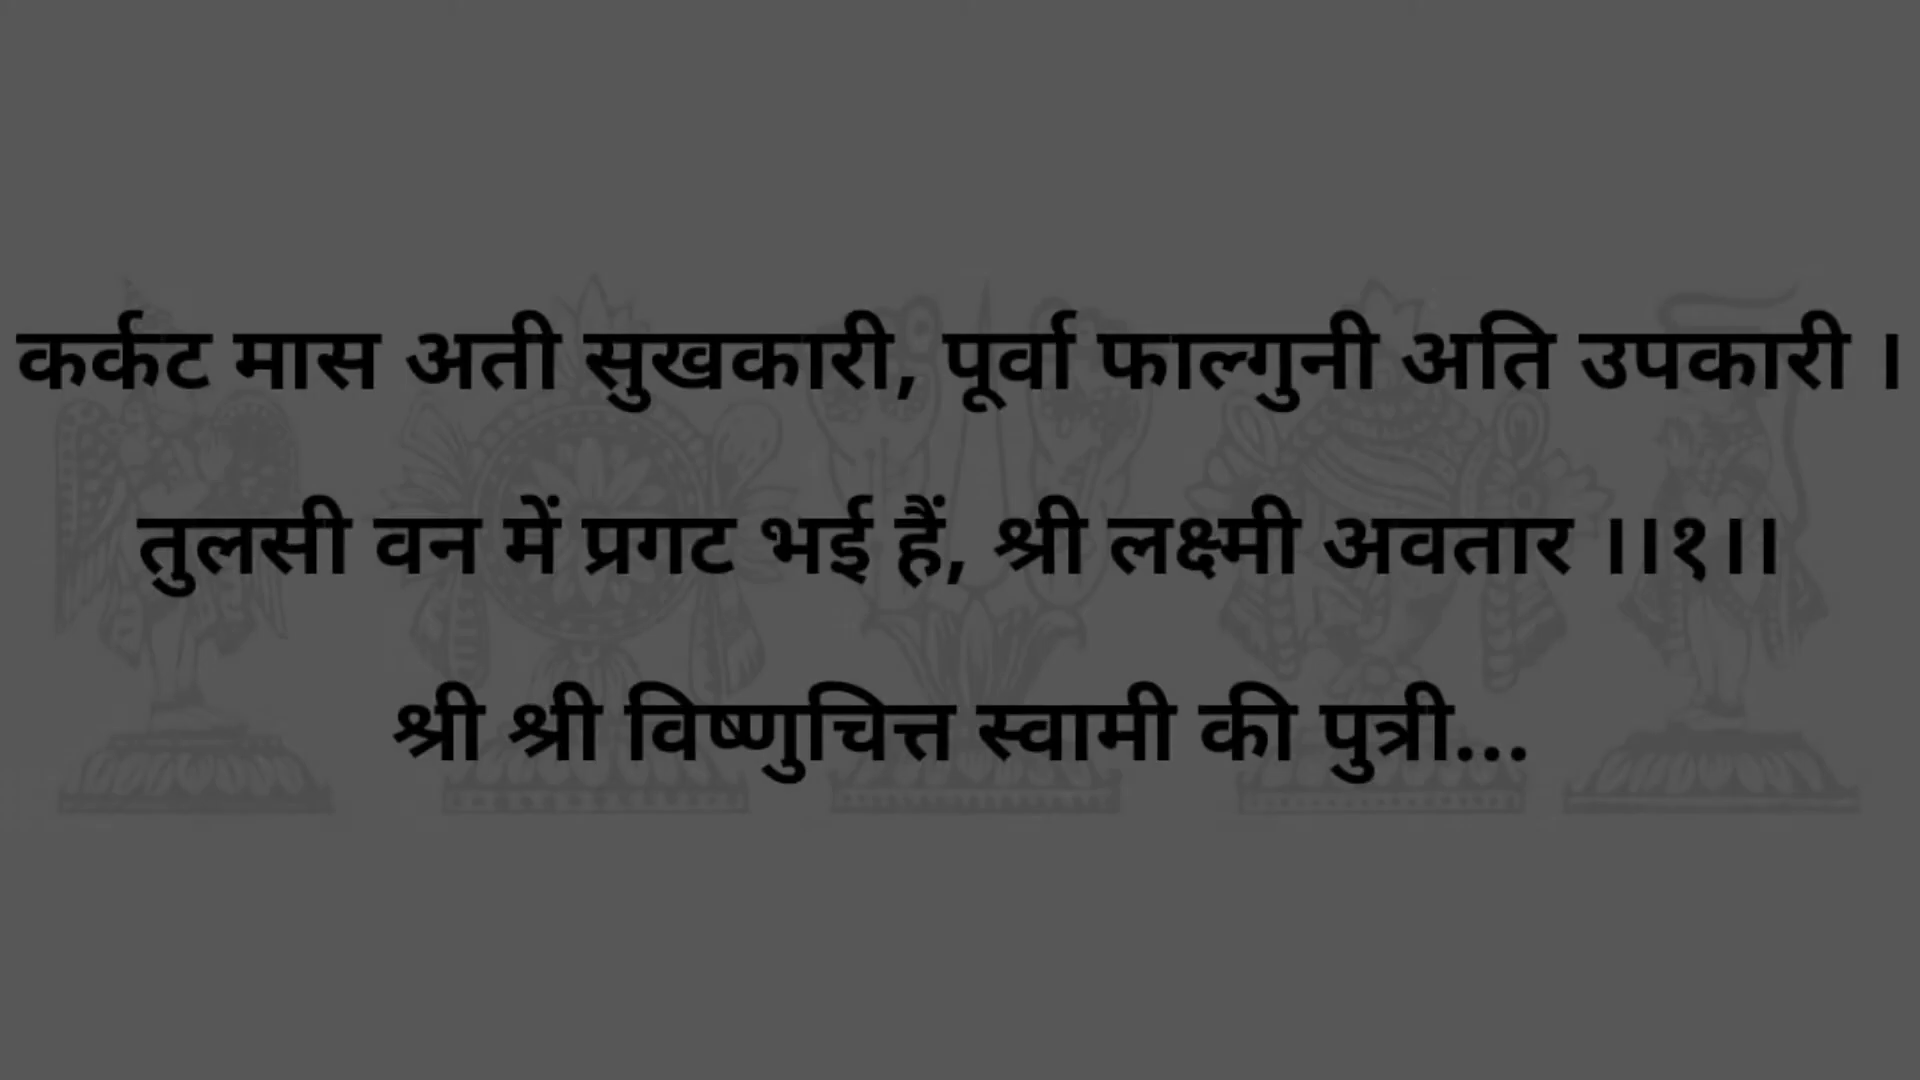 कर्कट मास अती सुखकारी, पूर्वा फाल्गुनी अति उपकारी ।
तुलसी वन में प्रगट भई हैं, श्री लक्ष्मी अवतार ।।१।।
श्री श्री विष्णुचित्त स्वामी की पुत्री...